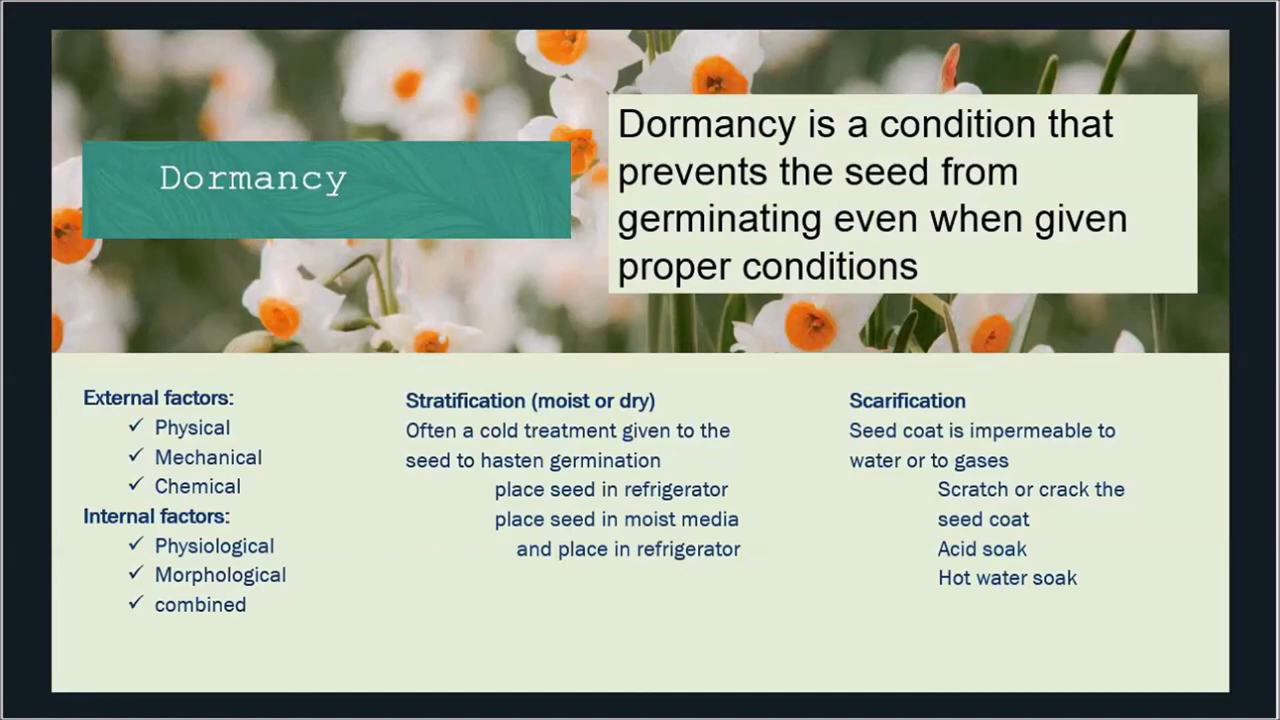 Dormancy
Dormancy is a condition that
prevents the seed from
germinating even when given
proper conditions
External factors:
✓ Physical
✓ Mechanical
✓ Chemical
Internal factors:
✓ Physiological
✓ Morphological
✓ combined
Stratification (moist or dry)
Often a cold treatment given to the
seed to hasten germination
place seed in refrigerator
place seed in moist media
and place in refrigerator
Scarification
Seed coat is impermeable to
water or to gases
Scratch or crack the
seed coat
Acid soak
Hot water soak